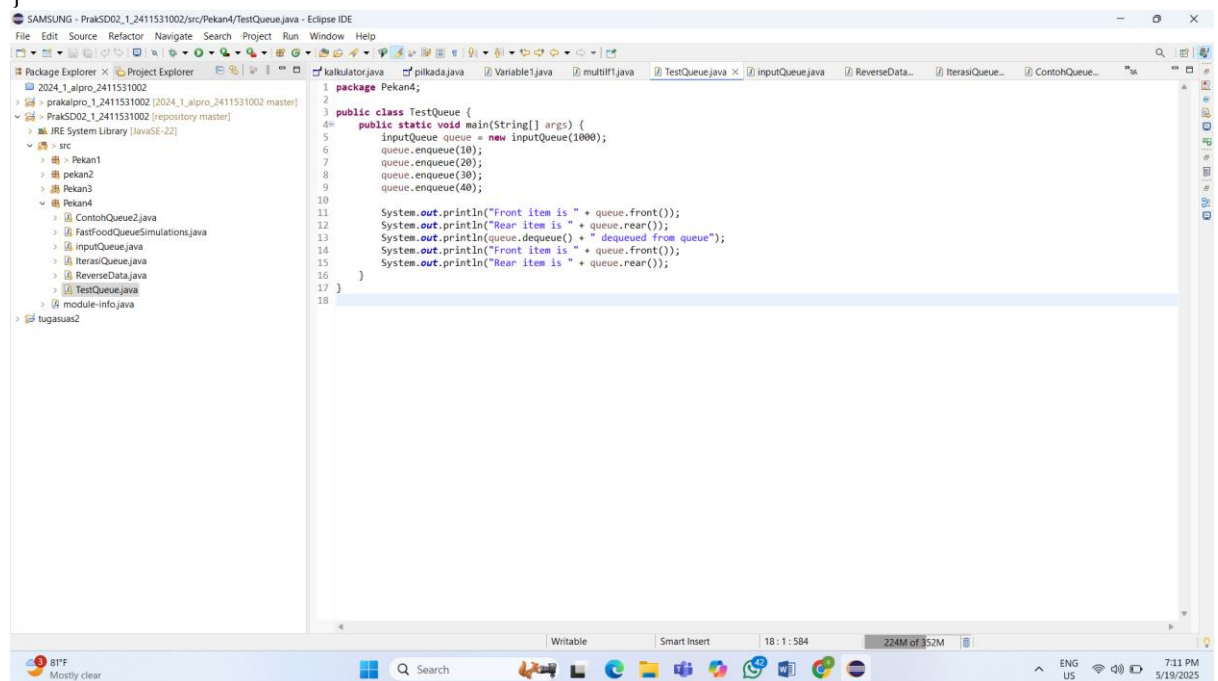 SAMSUNG - PrakSD02_1_2411531002/src/Pekan4/TestQueue.java - Eclipse IDE
File Edit Source Refactor Navigate Search Project Run Window Help
Package Explorer × Project Explorer
kalkulator.java pilkada.java Variable1.java multiIf1.java TestQueue.java × inputQueue.java ReverseData... IterasiQueue... ContohQueue...
2024_1_alpro_2411531002
> prakalpro_1_2411531002 [2024_1_alpro_2411531002 master]
> PrakSD02_1_2411531002 [repository master]
JRE System Library [JavaSE-22]
> src
> Pekan1
pekan2
Pekan3
Pekan4
ContohQueue2.java
FastFoodQueueSimulations.java
inputQueue.java
IterasiQueue.java
ReverseData.java
TestQueue.java
module-info.java
tugasuas2
1 package Pekan4;
2
3 public class TestQueue {
4 public static void main(String[] args) {
5 inputQueue queue = new inputQueue(1000);
6 queue.enqueue(10);
7 queue.enqueue(20);
8 queue.enqueue(30);
9 queue.enqueue(40);
10
11 System.out.println("Front item is " + queue.front());
12 System.out.println("Rear item is " + queue.rear());
13 System.out.println(queue.dequeue() + " dequeued from queue");
14 System.out.println("Front item is " + queue.front());
15 System.out.println("Rear item is " + queue.rear());
16 }
17 }
18
Writable Smart Insert 18 : 1 : 584 224M of 352M
81°F
Mostly clear
Search
ENG
US
7:11 PM
5/19/2025